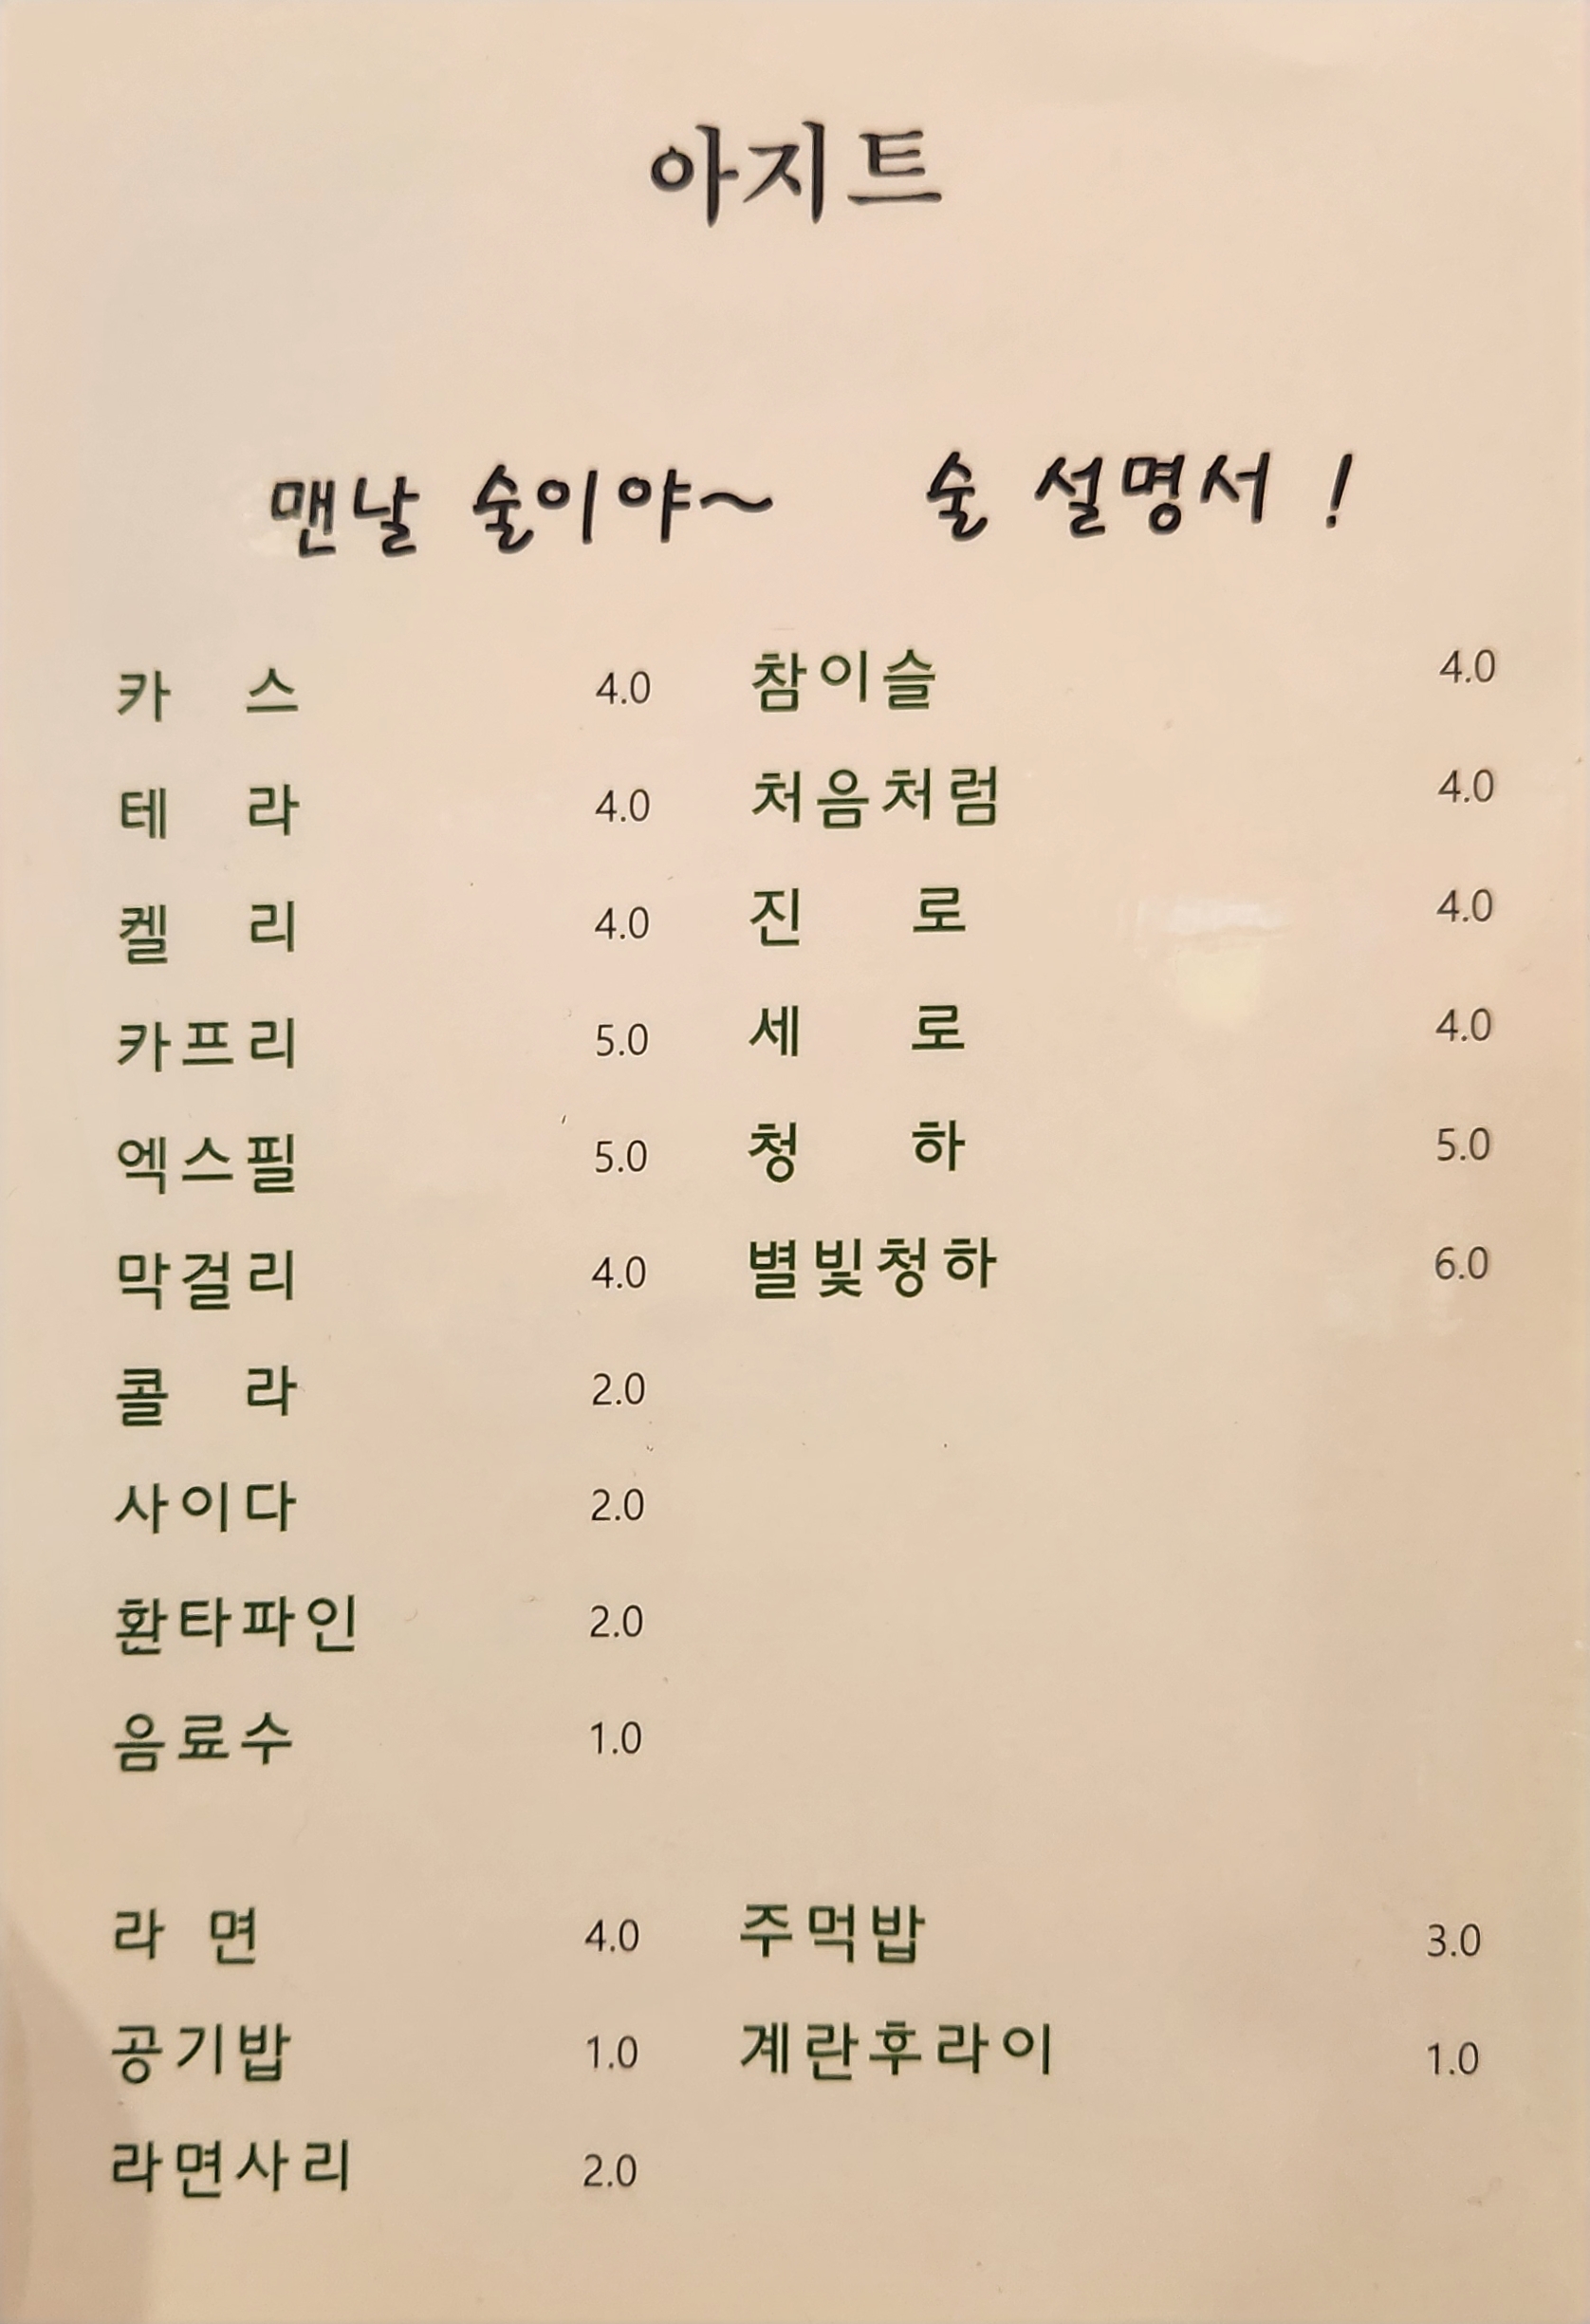 아지트
맨날 술이야~ 술 설명서 !
카 스 4.0 참이슬 4.0
테 라 4.0 처음처럼 4.0
켈 리 4.0 진 로 4.0
카프리 5.0 세 로 4.0
엑스필 5.0 청 하 5.0
막걸리 4.0 별빛청하 6.0
콜 라 2.0
사이다 2.0
환타파인 2.0
음료수 1.0
라 면 4.0 주먹밥 3.0
공기밥 1.0 계란후라이 1.0
라면사리 2.0